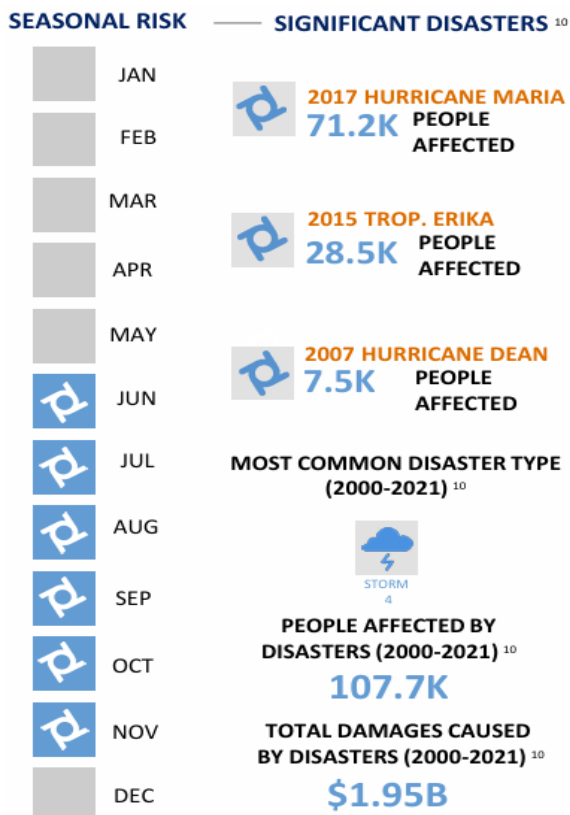 SEASONAL RISK
JAN
FEB
MAR
APR
MAY
JUN
JUL
AUG
SEP
OCT
NOV
DEC
SIGNIFICANT DISASTERS 10
2017 HURRICANE MARIA
71.2K PEOPLE
AFFECTED
2015 TROP. ERIKA
28.5K PEOPLE
AFFECTED
2007 HURRICANE DEAN
7.5K PEOPLE
AFFECTED
MOST COMMON DISASTER TYPE
(2000-2021) 10
STORM
4
PEOPLE AFFECTED BY
DISASTERS (2000-2021) 10
107.7K
TOTAL DAMAGES CAUSED
BY DISASTERS (2000-2021) 10
$1.95B